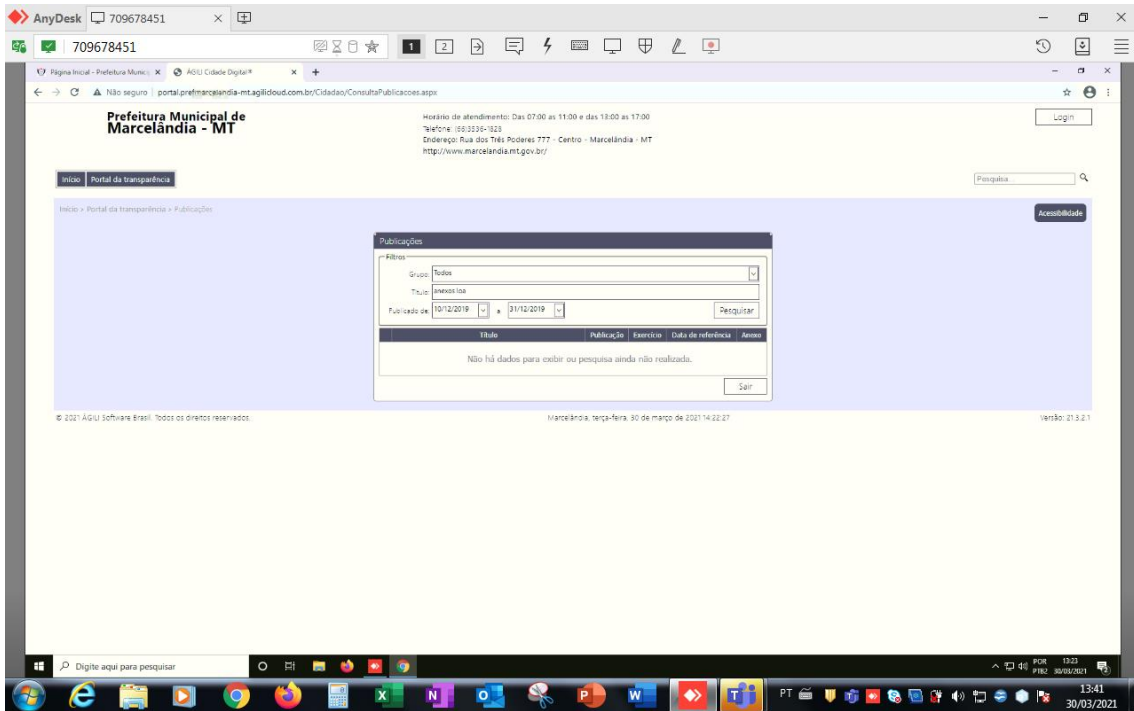 AnyDesk 709678451
709678451 1 2
Página Inicial - Prefeitura Munic ÁGILI Cidade Digital®
Não seguro portal.prefmarcelandia-mt.agilicloud.com.br/Cidadao/ConsultaPublicacoes.aspx
Prefeitura Municipal de
Marcelândia - MT
Horário de atendimento: Das 07:00 as 11:00 e das 13:00 as 17:00
Telefone: (66)3536-1828
Endereço: Rua dos Três Poderes 777 - Centro - Marcelândia - MT
http://www.marcelandia.mt.gov.br/
Login
Início Portal da transparência
Pesquisa...
Início > Portal da transparência > Publicações
Acessibilidade
Publicações
Filtros
Grupo: Todos
Título: anexos loa
Publicado de: 10/12/2019 a 31/12/2019 Pesquisar
Título Publicação Exercício Data de referência Anexo
Não há dados para exibir ou pesquisa ainda não realizada.
Sair
© 2021 ÁGILI Software Brasil. Todos os direitos reservados. Marcelândia, terça-feira, 30 de março de 2021 14:22:27 Versão: 21.3.2.1
Digite aqui para pesquisar
POR 13:23
PTB2 30/03/2021
PT 13:41
30/03/2021